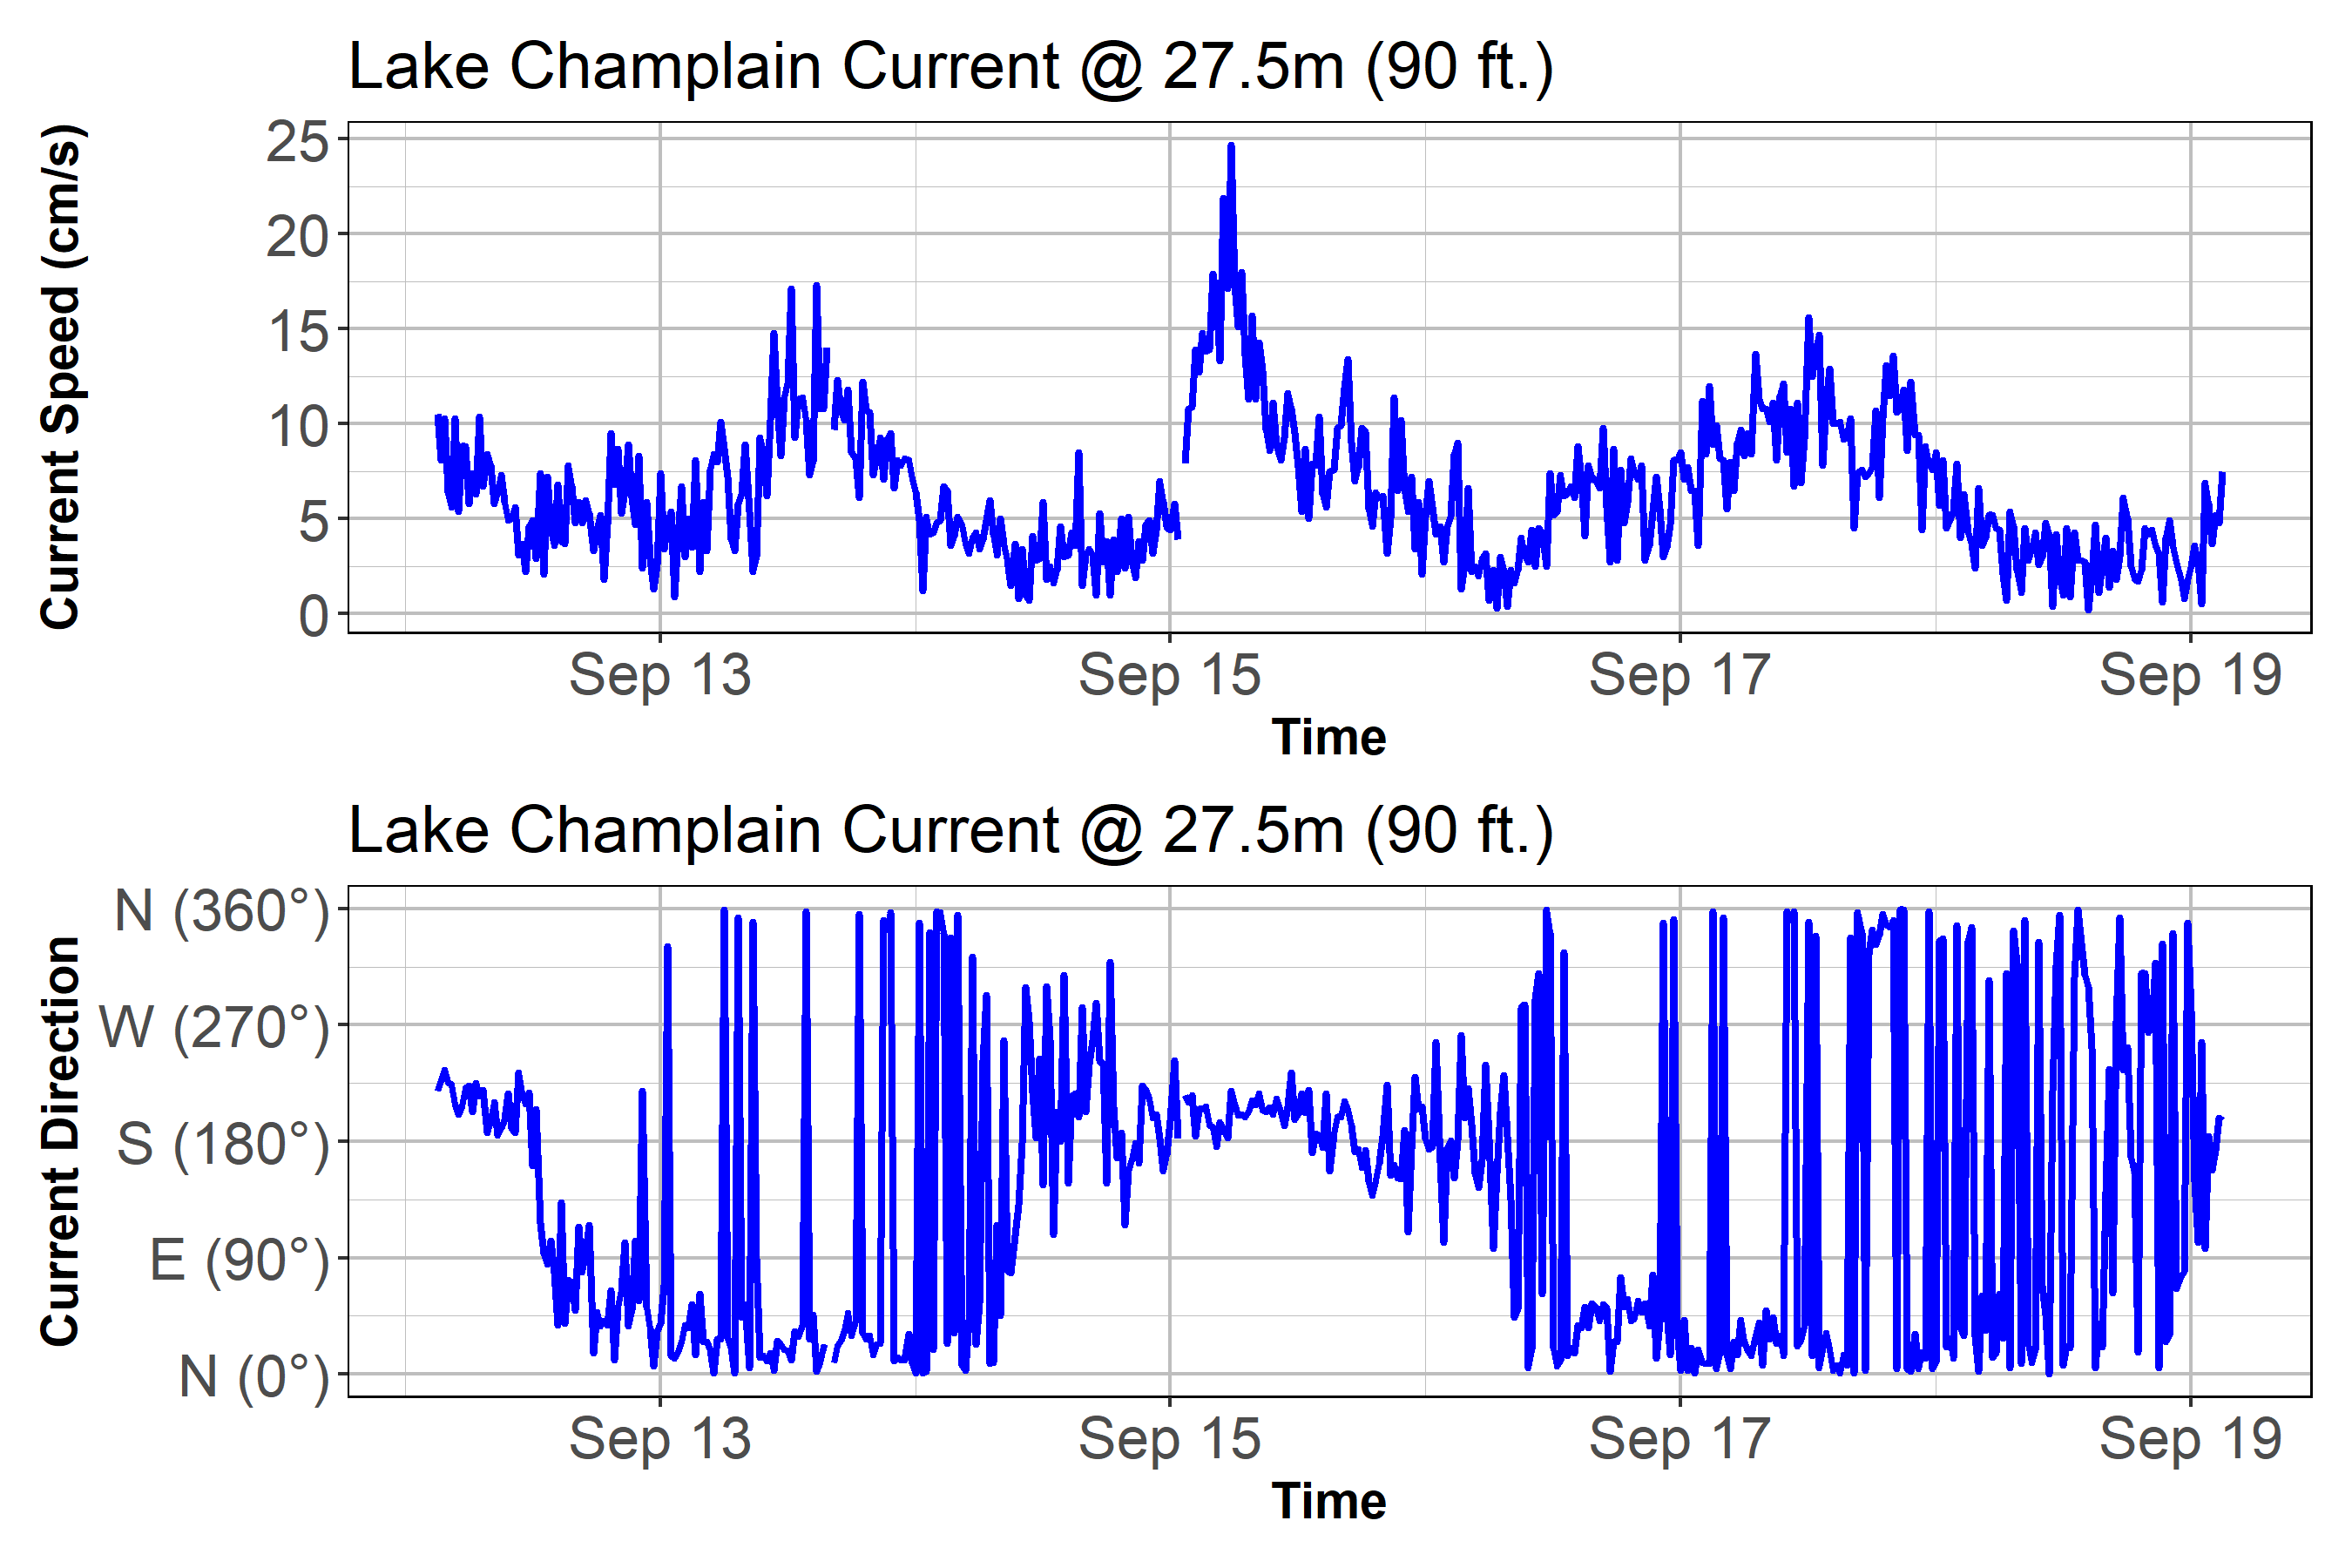 Lake Champlain Current @ 27.5m (90 ft.)
Current Speed (cm/s)
25
20
15
10
5
0
Sep 13 Sep 15 Sep 17 Sep 19
Time
Lake Champlain Current @ 27.5m (90 ft.)
Current Direction
N (360°)
W (270°)
S (180°)
E (90°)
N (0°)
Sep 13 Sep 15 Sep 17 Sep 19
Time